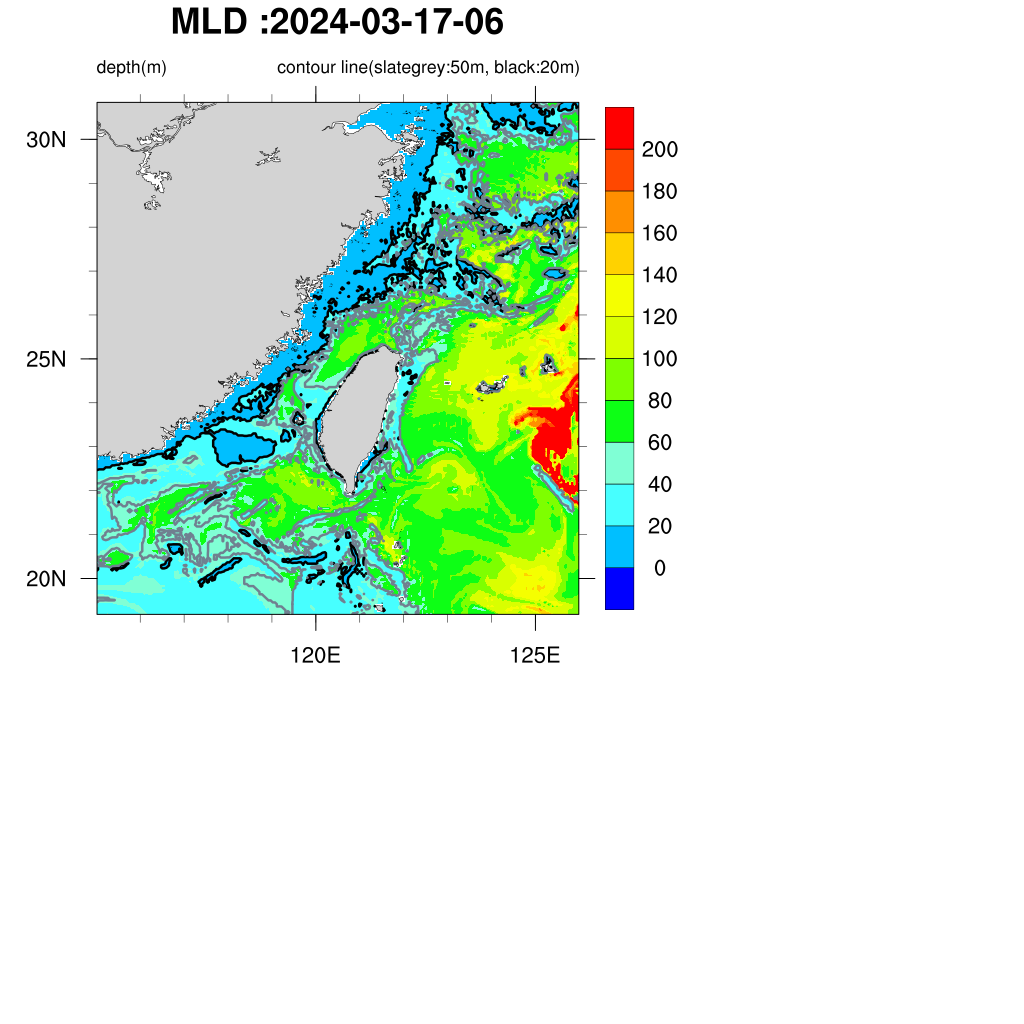 MLD :2024-03-17-06
depth(m)
contour line(slategrey:50m, black:20m)
30N
25N
20N
120E
125E
200
180
160
140
120
100
80
60
40
20
0